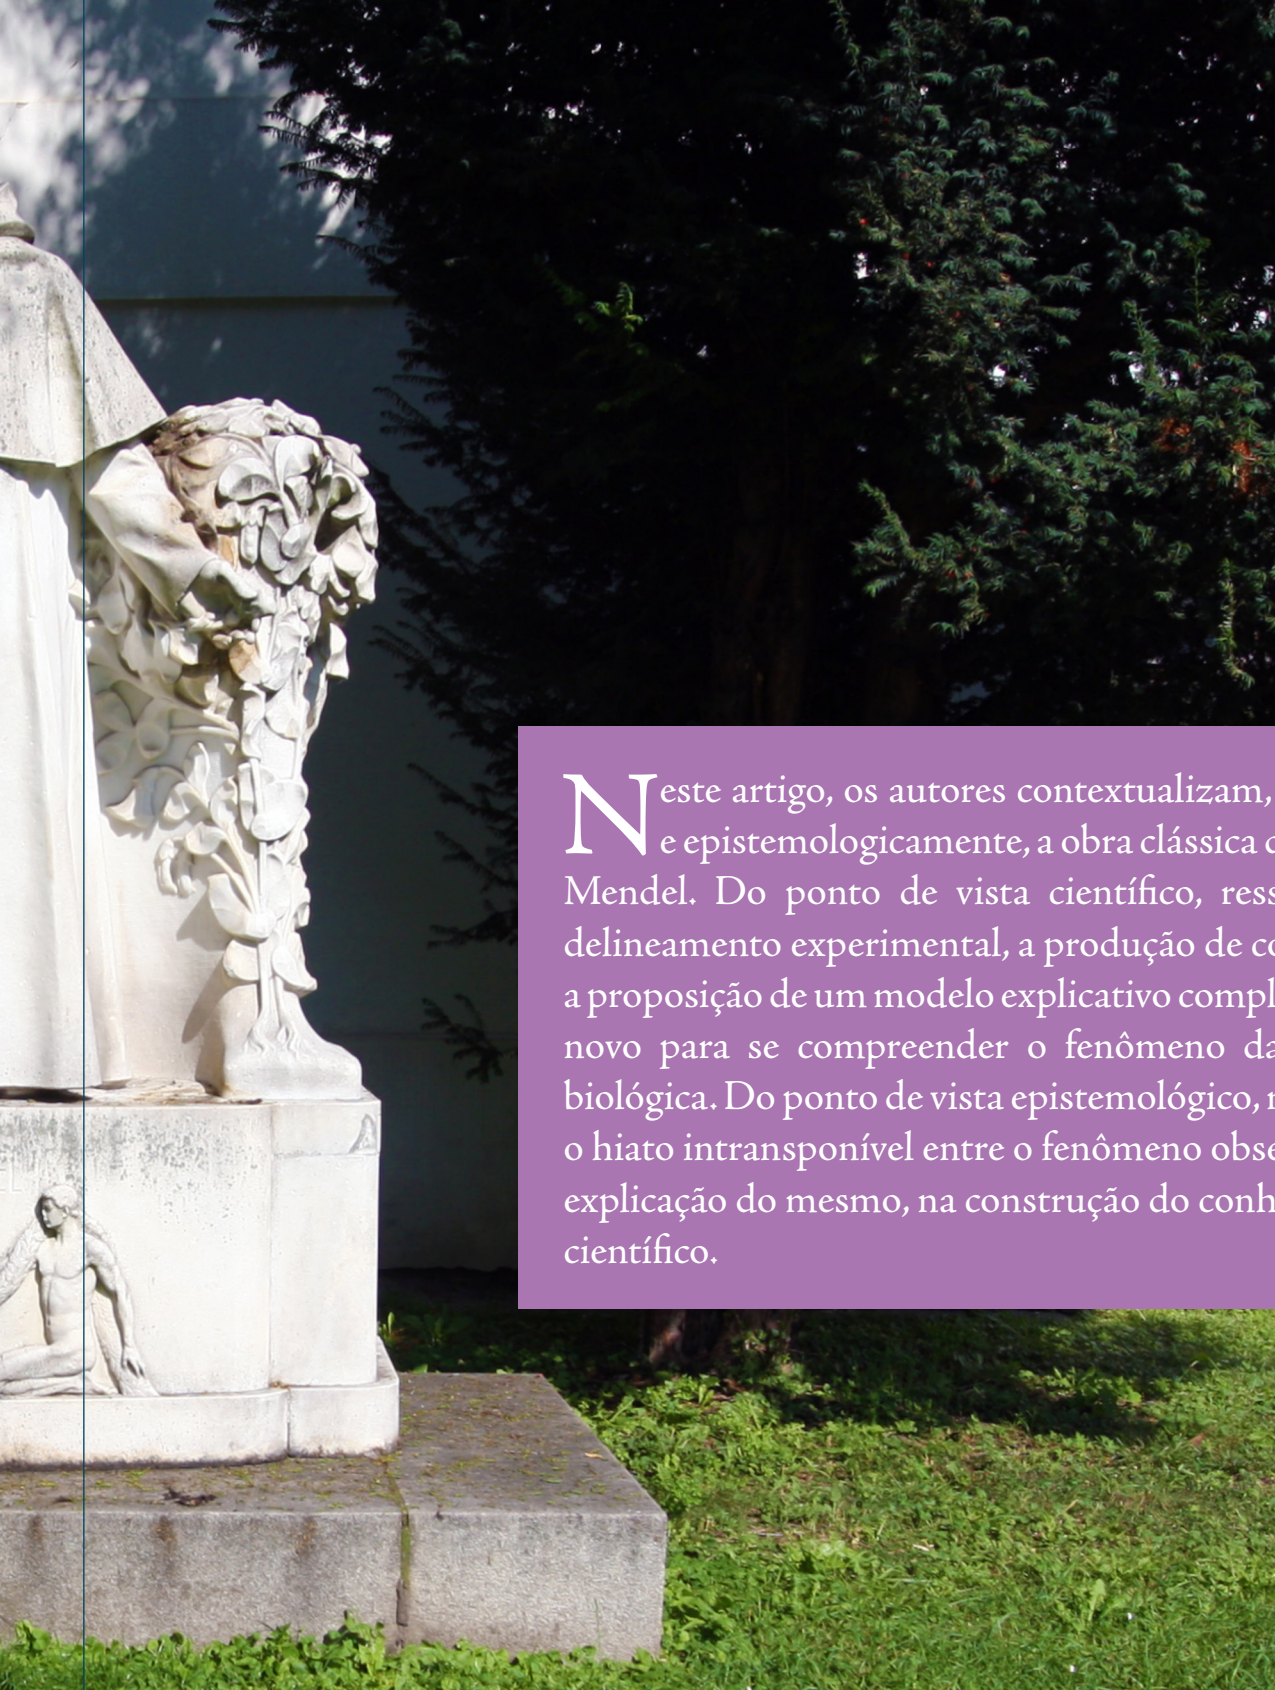 Neste artigo, os autores contextualizam,
e epistemologicamente, a obra clássica
Mendel. Do ponto de vista científico,
delineamento experimental, a produção de
a proposição de um modelo explicativo
novo para se compreender o fenômeno da
biológica. Do ponto de vista epistemológico,
o hiato intransponível entre o fenômeno
explicação do mesmo, na construção do
científico.